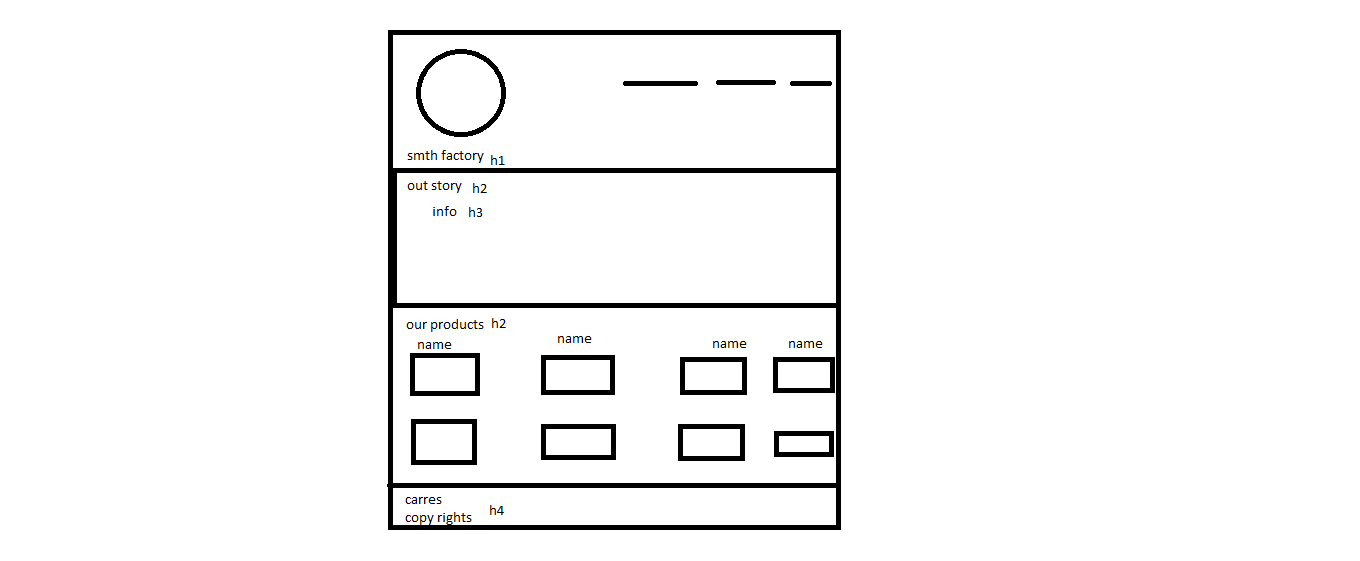 smth factory h1
out story h2
info h3
our products h2
name name name name
carres
copy rights h4